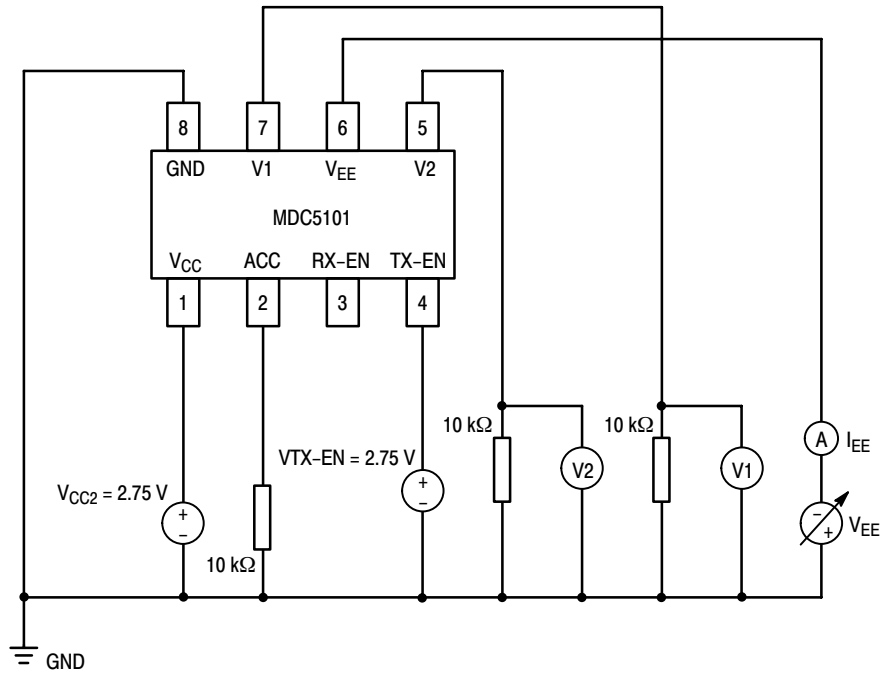 8 7 6 5
GND V1 VEE V2
MDC5101
VCC ACC RX–EN TX–EN
1 2 3 4
10 kΩ 10 kΩ
A IEE
VTX–EN = 2.75 V
V2 V1
VCC2 = 2.75 V
+ –
+ –
– +
VEE
10 kΩ
GND